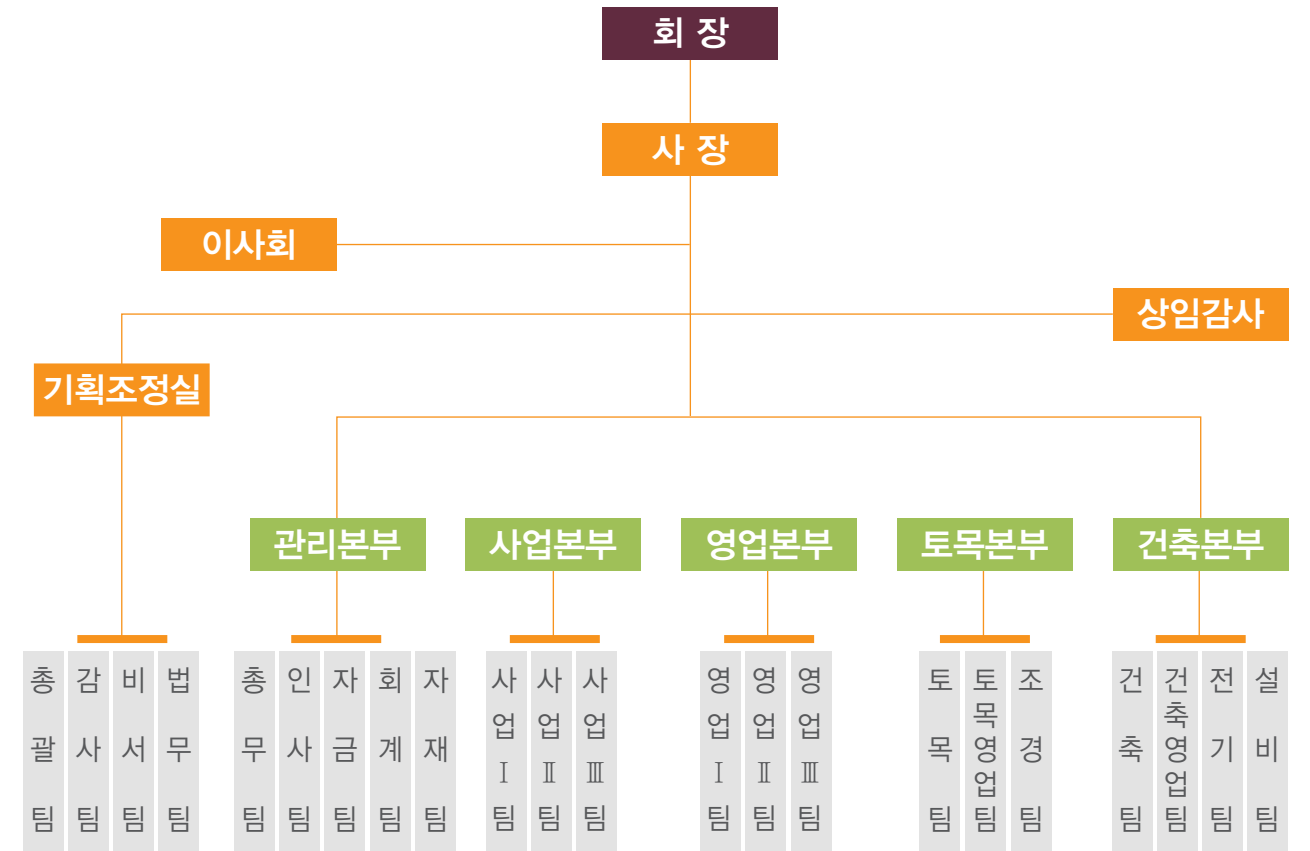 회 장
사 장
이사회
상임감사
기획조정실
관리본부
사업본부
영업본부
토목본부
건축본부
총괄팀
감사팀
비서팀
법무팀
총무팀
인사팀
자금팀
회계팀
자재팀
사업Ⅰ팀
사업Ⅱ팀
사업Ⅲ팀
영업Ⅰ팀
영업Ⅱ팀
영업Ⅲ팀
토목팀
토목영업팀
조경팀
건축팀
건축영업팀
전기팀
설비팀